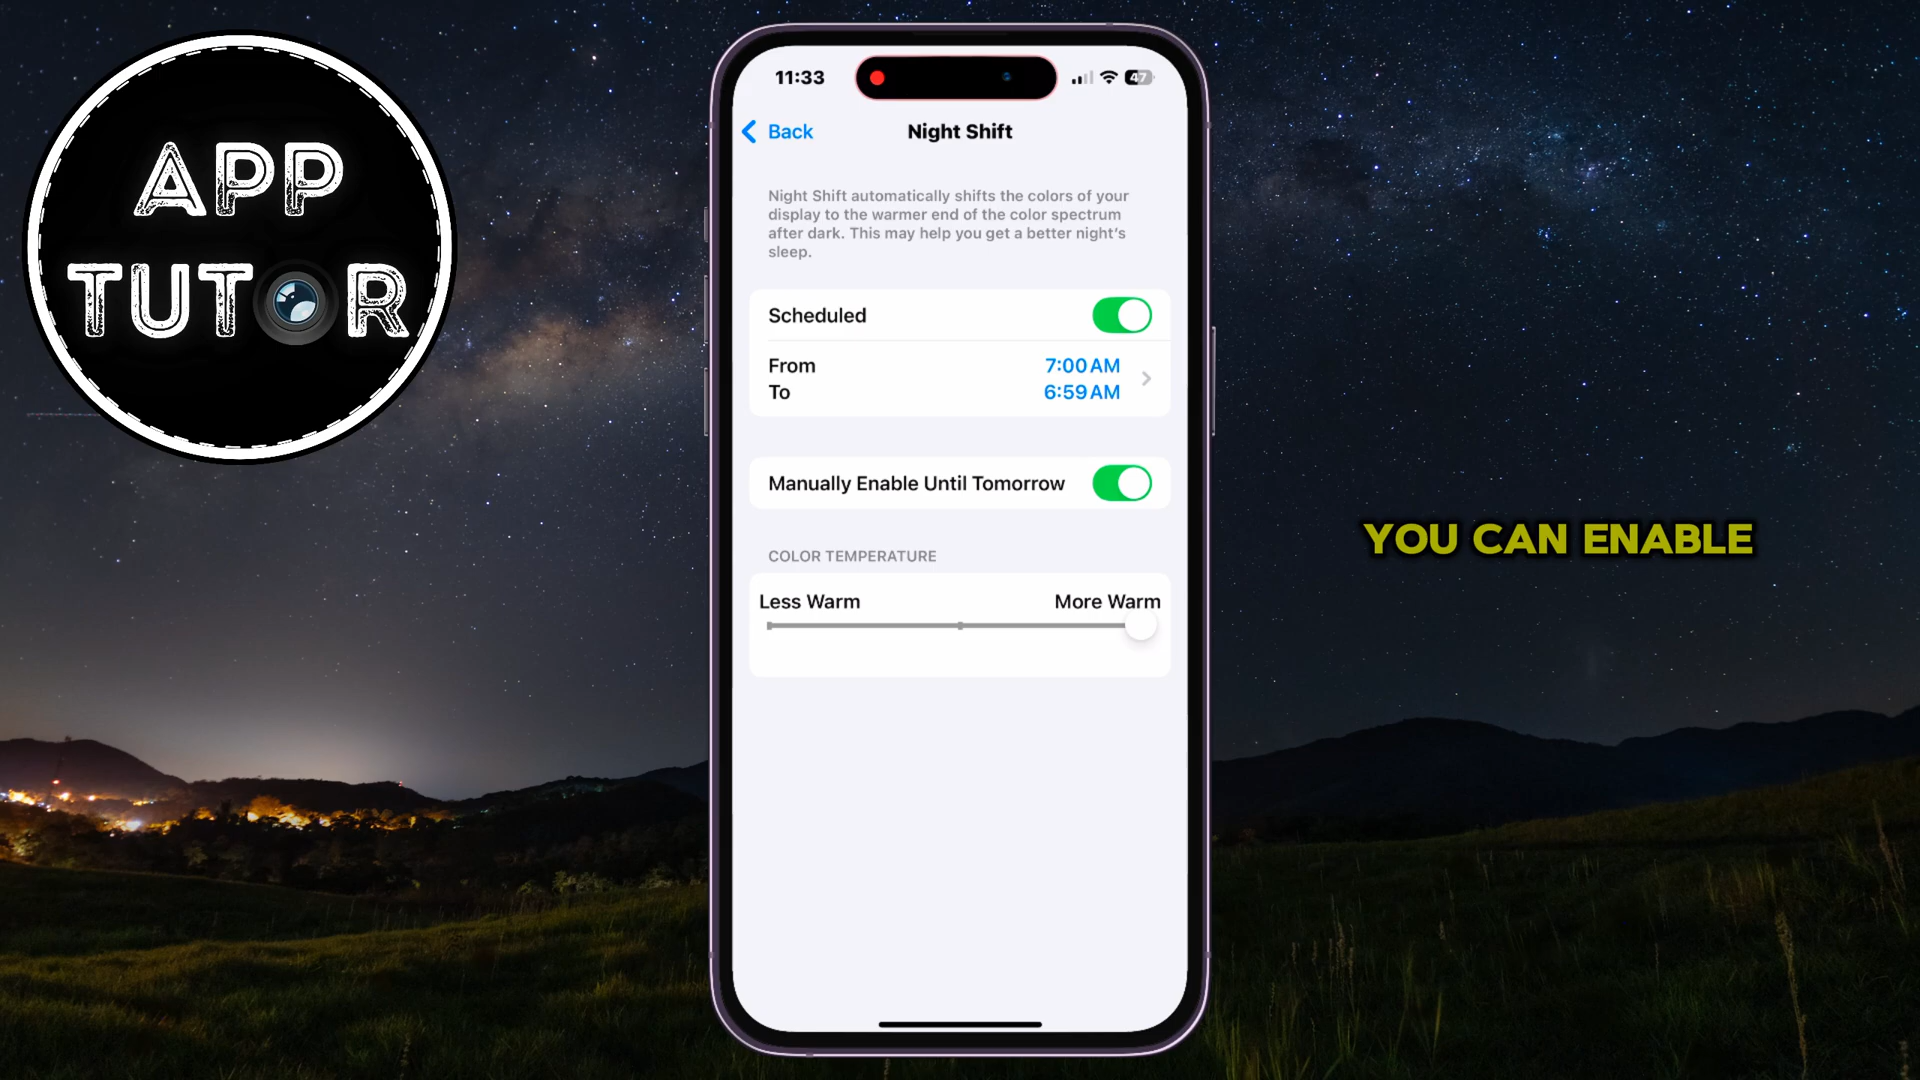 APP
TUTOR
11:33
47
Back
Night Shift
Night Shift automatically shifts the colors of your
display to the warmer end of the color spectrum
after dark. This may help you get a better night's
sleep.
Scheduled
From 7:00 AM
To 6:59 AM
Manually Enable Until Tomorrow
COLOR TEMPERATURE
Less Warm More Warm
YOU CAN ENABLE